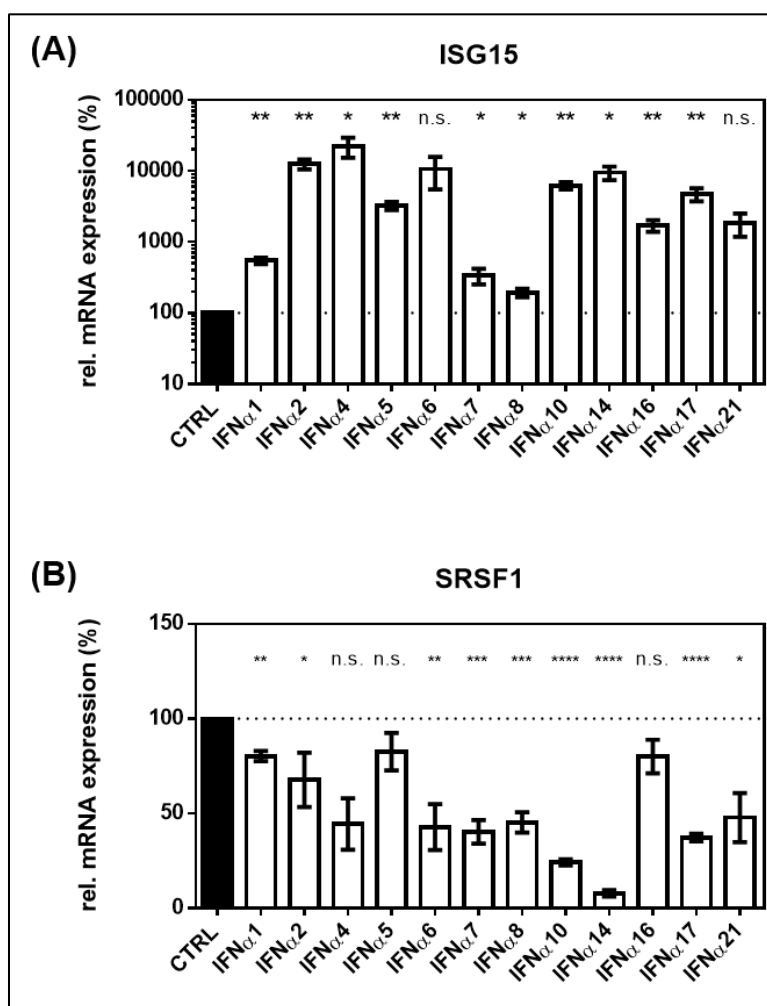 (A)
ISG15
rel. mRNA expression (%)
100000
10000
1000
100
10
** ** * ** n.s. * * ** * ** ** n.s.
CTRL IFNα1 IFNα2 IFNα4 IFNα5 IFNα6 IFNα7 IFNα8 IFNα10 IFNα14 IFNα16 IFNα17 IFNα21
(B)
SRSF1
rel. mRNA expression (%)
150
100
50
0
** * n.s. n.s. ** *** *** **** **** n.s. **** *
CTRL IFNα1 IFNα2 IFNα4 IFNα5 IFNα6 IFNα7 IFNα8 IFNα10 IFNα14 IFNα16 IFNα17 IFNα21